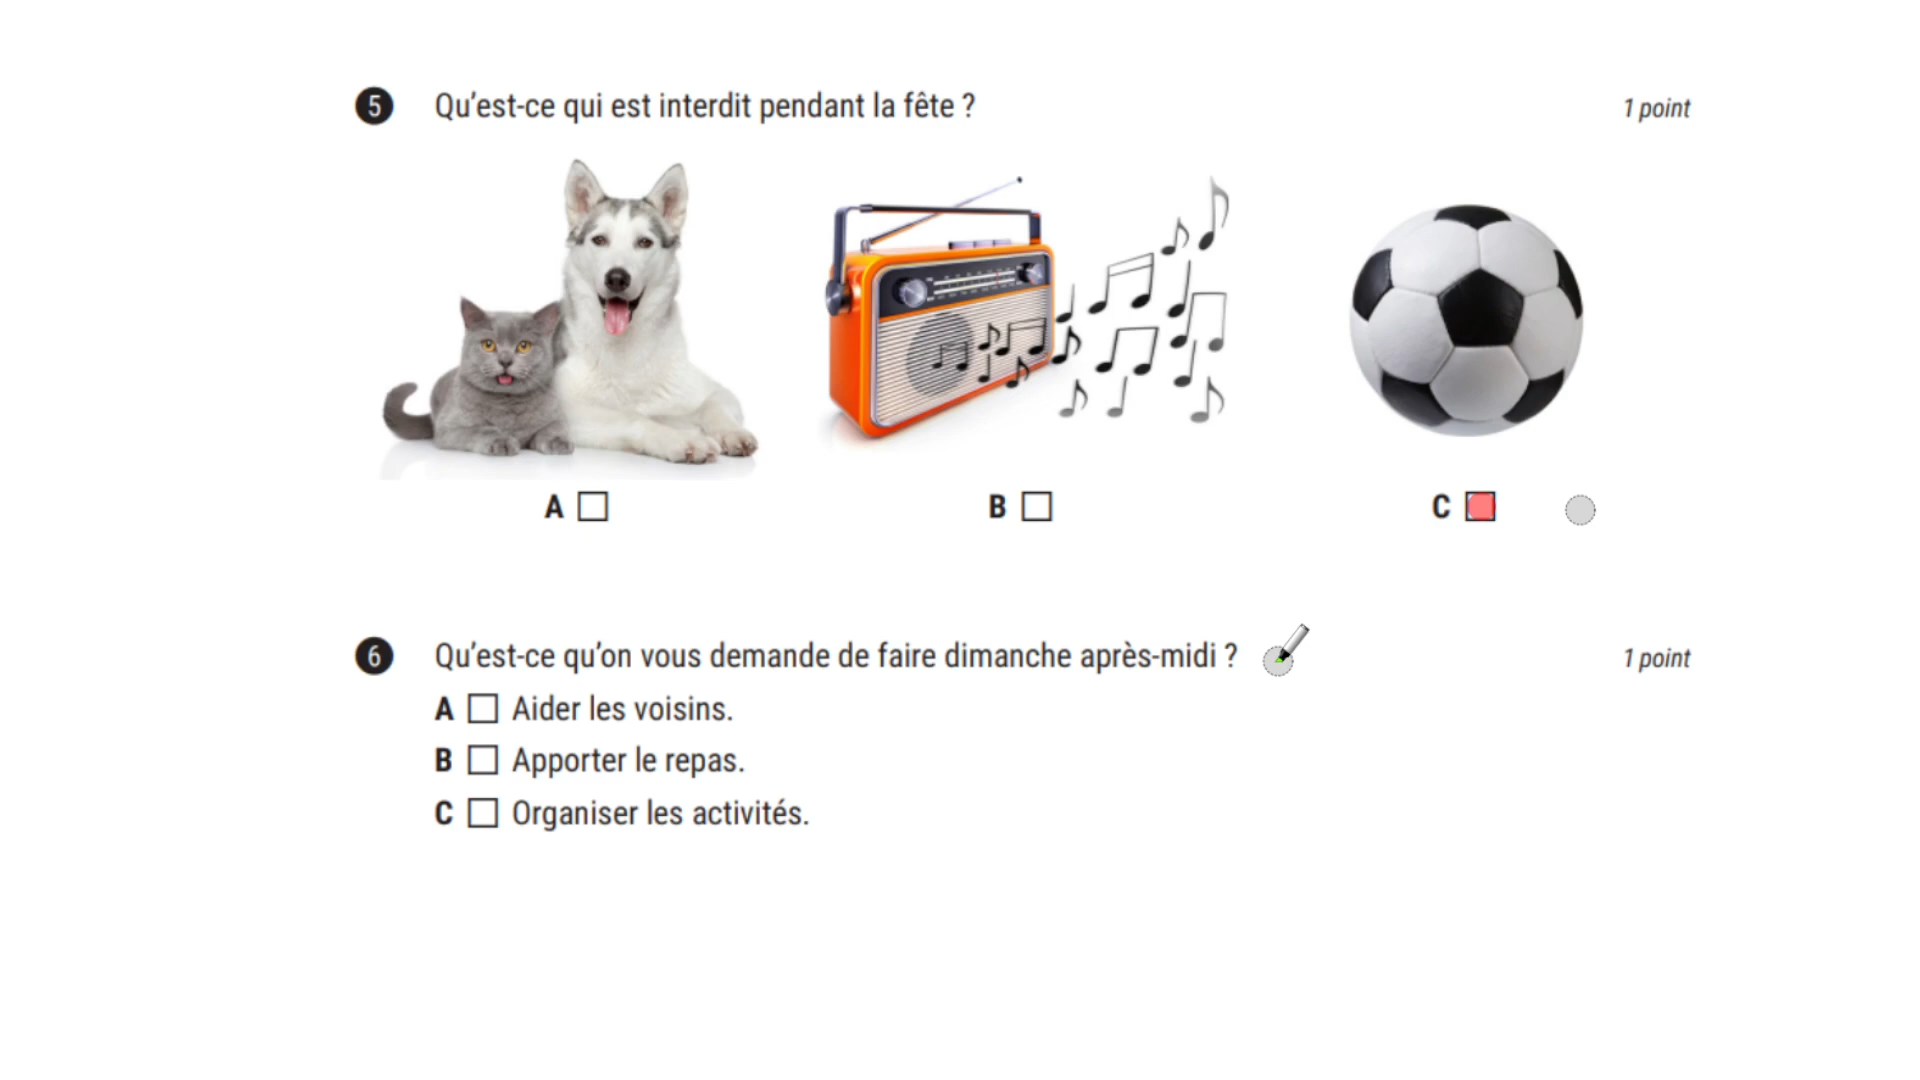 5 Qu'est-ce qui est interdit pendant la fête ? 1 point
A B C
6 Qu'est-ce qu'on vous demande de faire dimanche après-midi ? 1 point
A Aider les voisins.
B Apporter le repas.
C Organiser les activités.